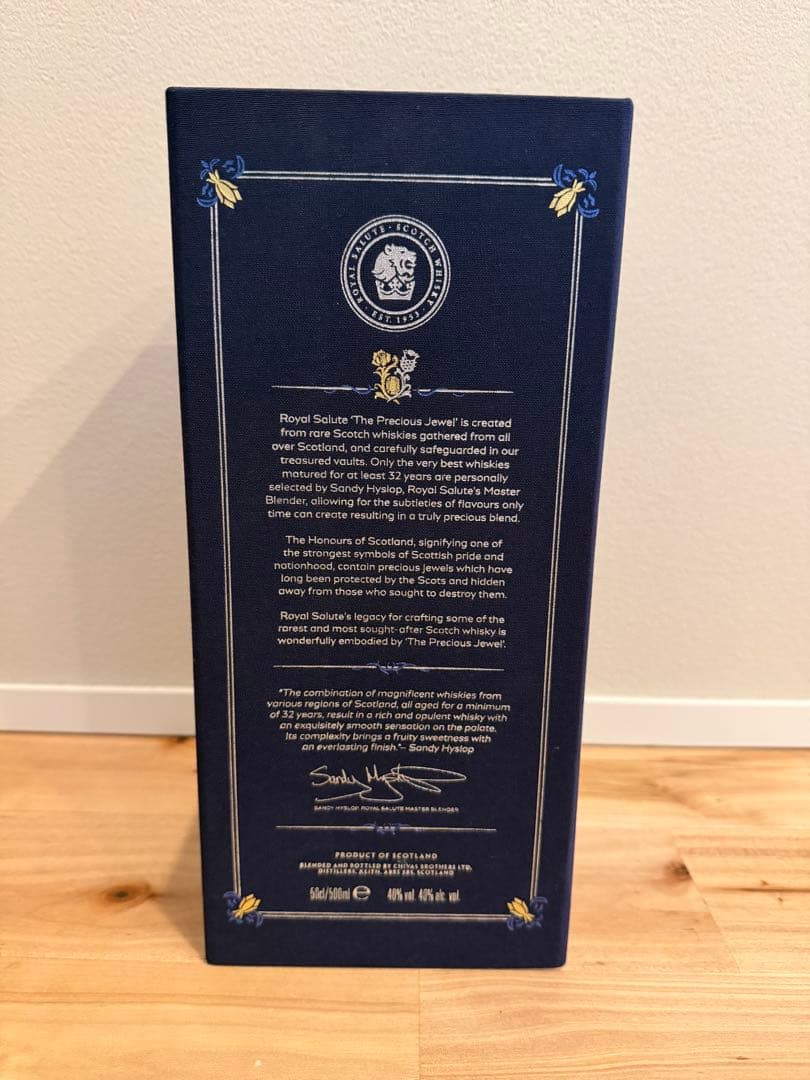 ROYAL SALUTE · SCOTCH WHISKY
· EST. 1953 ·
Royal Salute 'The Precious Jewel' is created
from rare Scotch whiskies gathered from all
over Scotland, and carefully safeguarded in our
treasured vaults. Only the very best whiskies
matured for at least 32 years are personally
selected by Sandy Hyslop, Royal Salute's Master
Blender, allowing for the subtleties of flavours only
time can create resulting in a truly precious blend.
The Honours of Scotland, signifying one of
the strongest symbols of Scottish pride and
nationhood, contain precious jewels which have
long been protected by the Scots and hidden
away from those who sought to destroy them.
Royal Salute's legacy for crafting some of the
rarest and most sought-after Scotch whisky is
wonderfully embodied by 'The Precious Jewel'.
"The combination of magnificent whiskies from
various regions of Scotland, all aged for a minimum
of 32 years, result in a rich and opulent whisky with
an exquisitely smooth sensation on the palate.
Its complexity brings a fruity sweetness with
an everlasting finish."– Sandy Hyslop
Sandy Hyslop
SANDY HYSLOP, ROYAL SALUTE MASTER BLENDER
PRODUCT OF SCOTLAND
BLENDED AND BOTTLED BY CHIVAS BROTHERS LTD,
DISTILLERS, KEITH, AB55 5BS, SCOTLAND
50cl/500ml e 40% vol. 40% alc. vol.